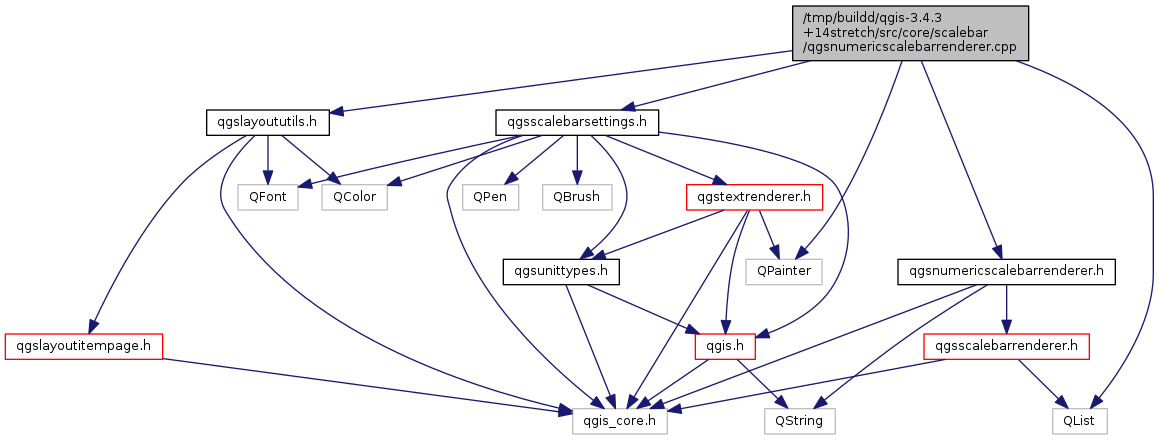 /tmp/buildd/qgis-3.4.3
+14stretch/src/core/scalebar
/qgsnumericscalebarrenderer.cpp
qgslayoututils.h
qgsscalebarsettings.h
QFont
QColor
QPen
QBrush
qgstextrenderer.h
qgsunittypes.h
QPainter
qgsnumericscalebarrenderer.h
qgslayoutitempage.h
qgis.h
qgsscalebarrenderer.h
qgis_core.h
QString
QList